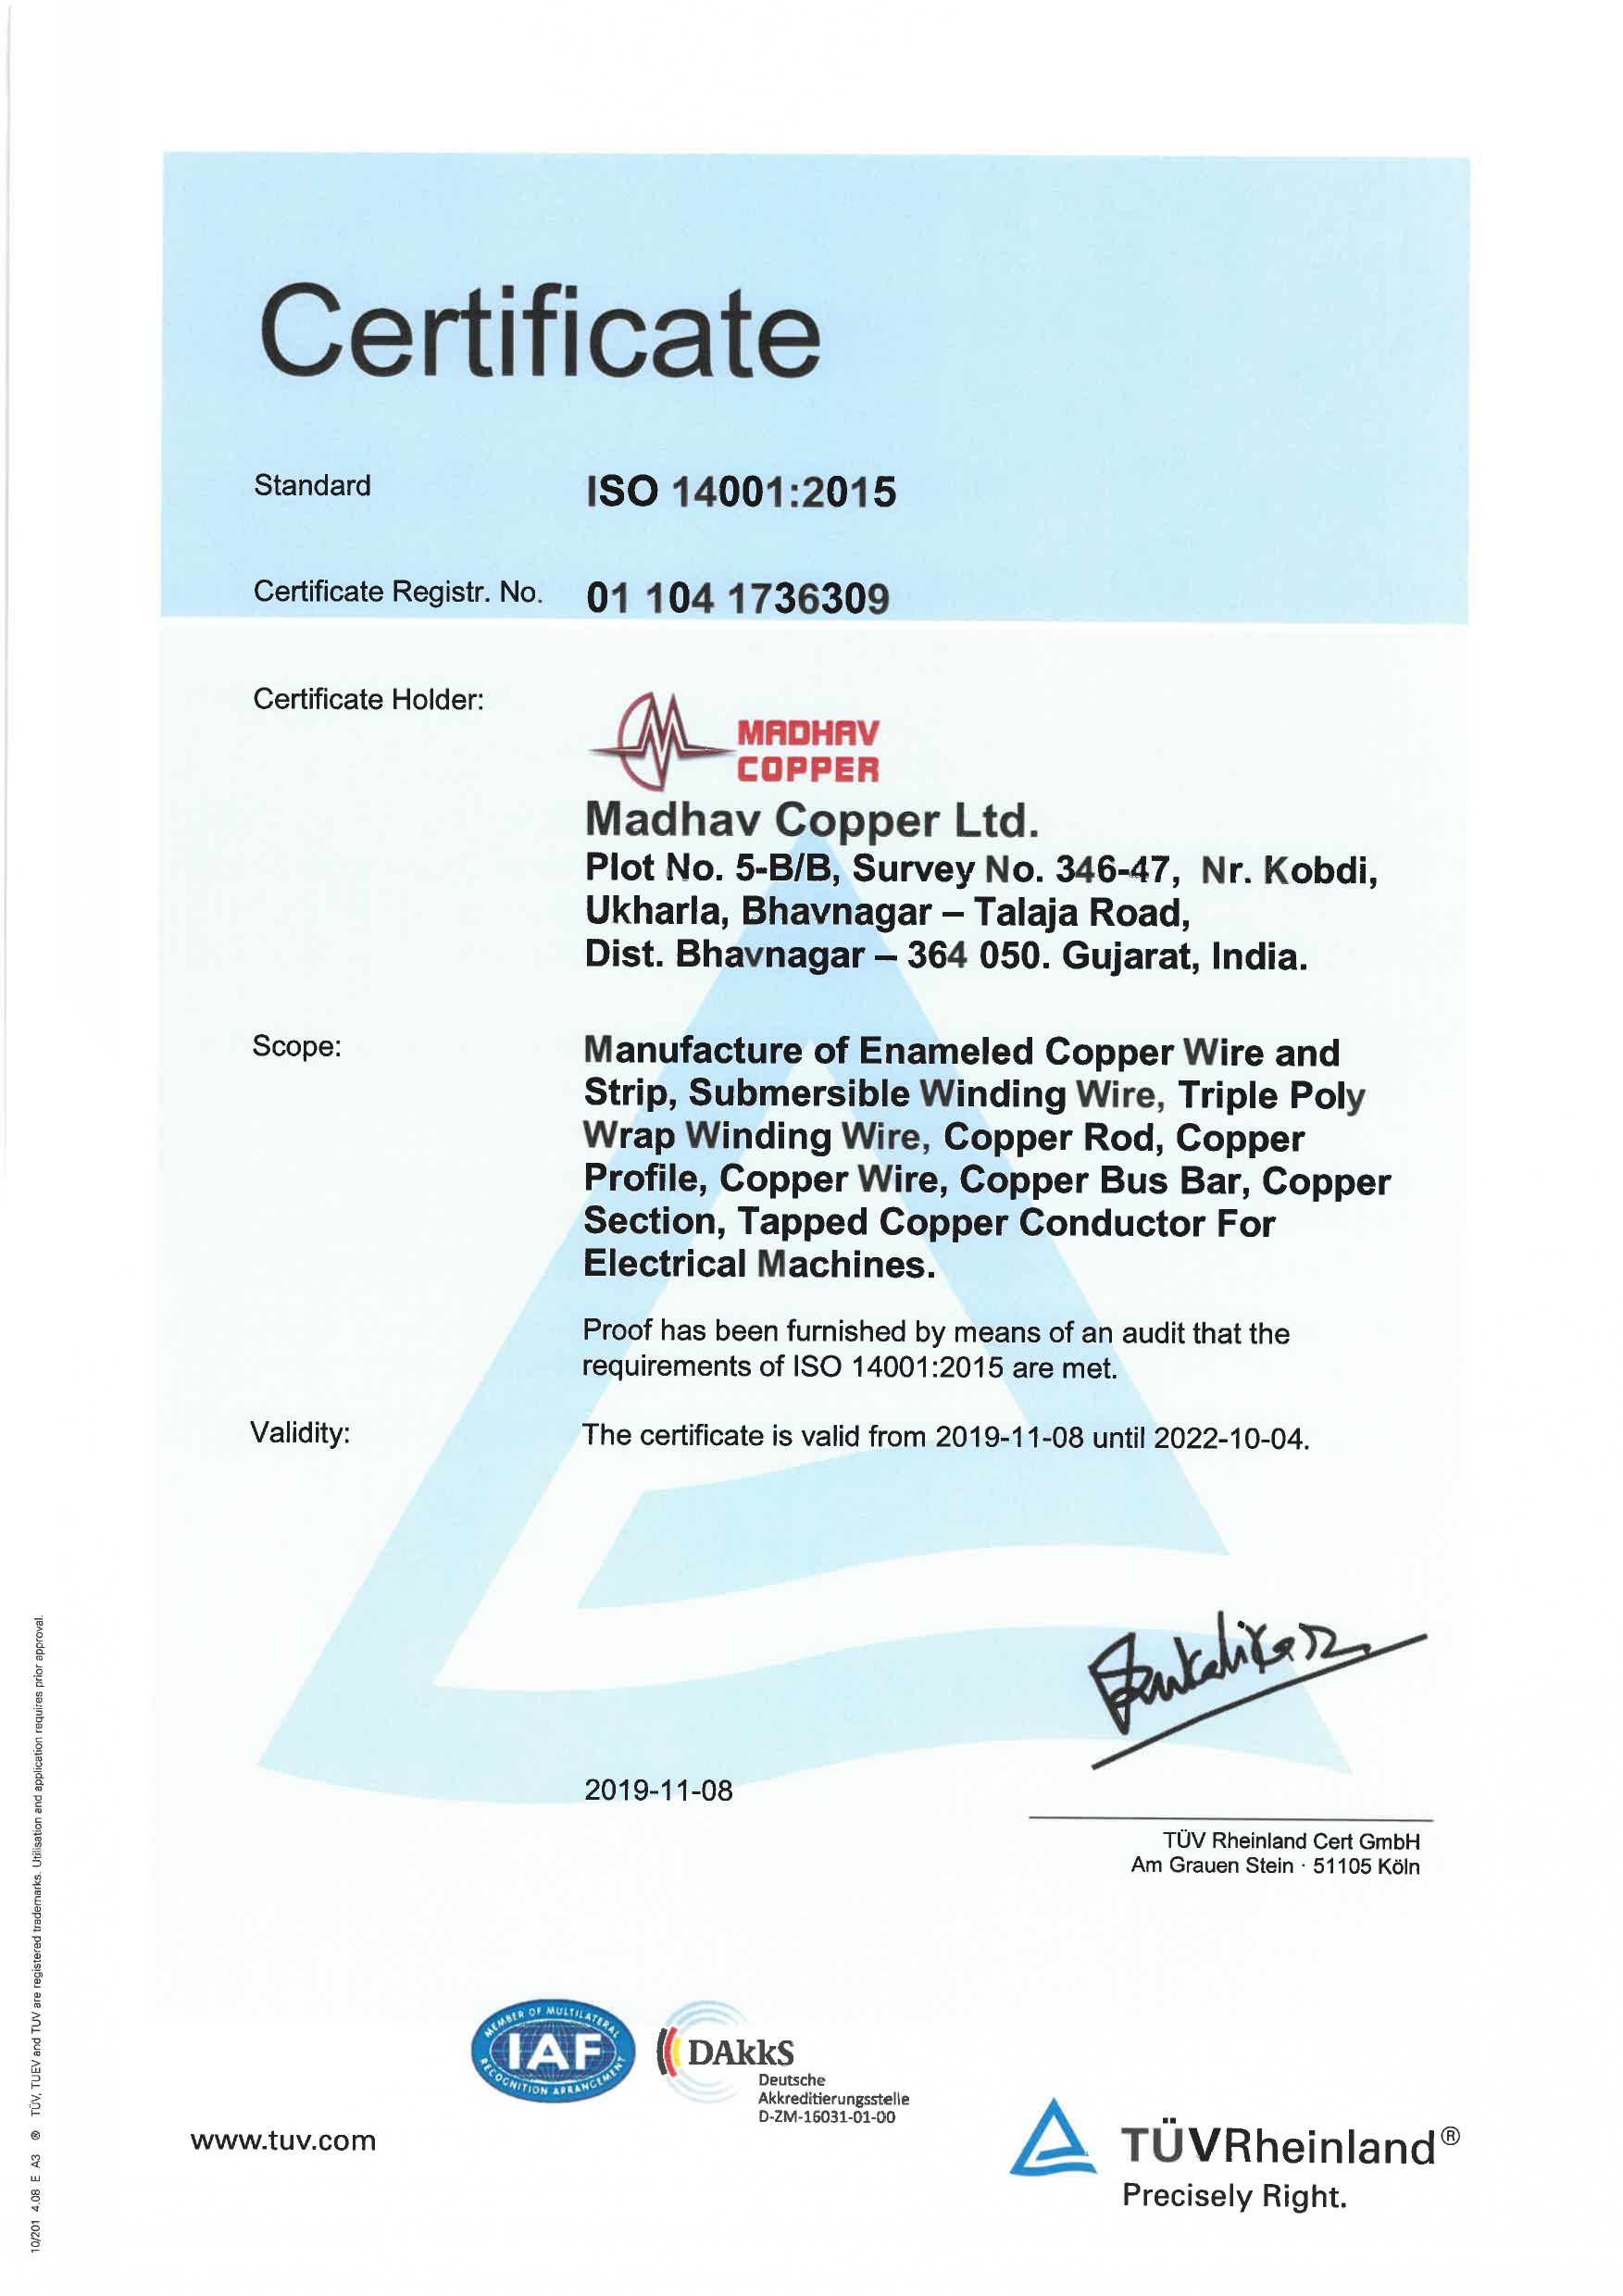 Certificate
Standard
ISO 14001:2015
Certificate Registr. No.
01 104 1736309
Certificate Holder:
MADHAV
COPPER
Madhav Copper Ltd.
Plot No. 5-B/B, Survey No. 346-47, Nr. Kobdi,
Ukharla, Bhavnagar – Talaja Road,
Dist. Bhavnagar – 364 050. Gujarat, India.
Scope:
Manufacture of Enameled Copper Wire and
Strip, Submersible Winding Wire, Triple Poly
Wrap Winding Wire, Copper Rod, Copper
Profile, Copper Wire, Copper Bus Bar, Copper
Section, Tapped Copper Conductor For
Electrical Machines.
Proof has been furnished by means of an audit that the
requirements of ISO 14001:2015 are met.
Validity:
The certificate is valid from 2019-11-08 until 2022-10-04.
2019-11-08
TÜV Rheinland Cert GmbH
Am Grauen Stein · 51105 Köln
MEMBER OF MULTILATERAL
IAF
RECOGNITION ARRANGEMENT
DAkkS
Deutsche
Akkreditierungsstelle
D-ZM-16031-01-00
www.tuv.com
TÜVRheinland®
Precisely Right.
10/201 4.08 E A3 ® TÜV, TUEV and TUV are registered trademarks. Utilisation and application requires prior approval.